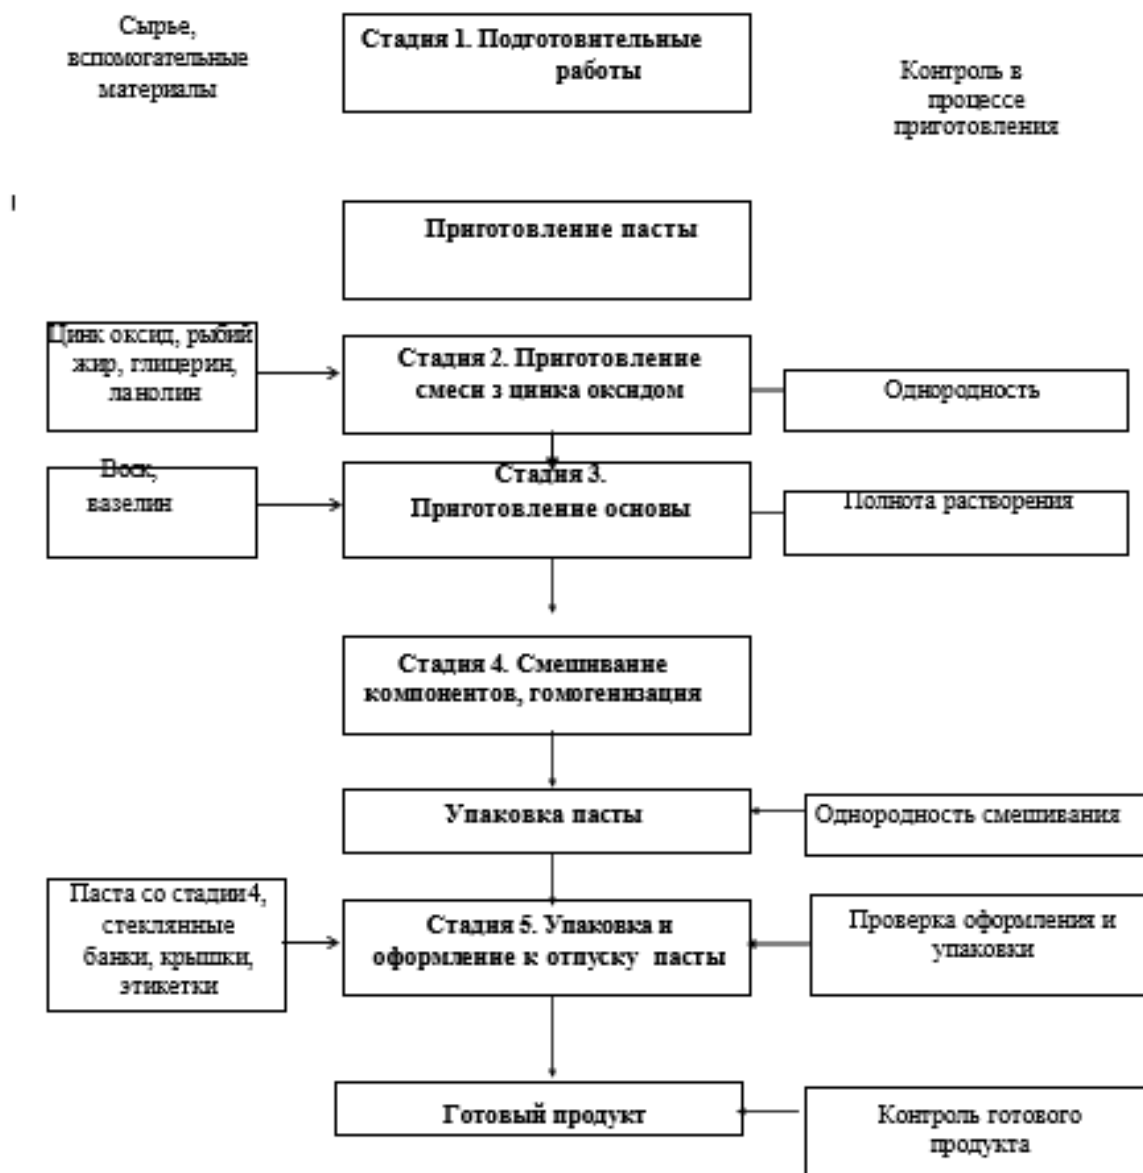 Сырье,
вспомогательные
материалы
Стадия 1. Подготовительные
работы
Контроль в
процессе
приготовления
Приготовление пасты
Цинк оксид, рыбий
жир, глицерин,
ланолин
Стадия 2. Приготовление
смеси з цинка оксидом
Однородность
Воск,
вазелин
Стадия 3.
Приготовление основы
Полнота растворения
Стадия 4. Смешивание
компонентов, гомогенизация
Упаковка пасты
Однородность смешивания
Паста со стадии 4,
стеклянные
банки, крышки,
этикетки
Стадия 5. Упаковка и
оформление к отпуску пасты
Проверка оформления и
упаковки
Готовый продукт
Контроль готового
продукта